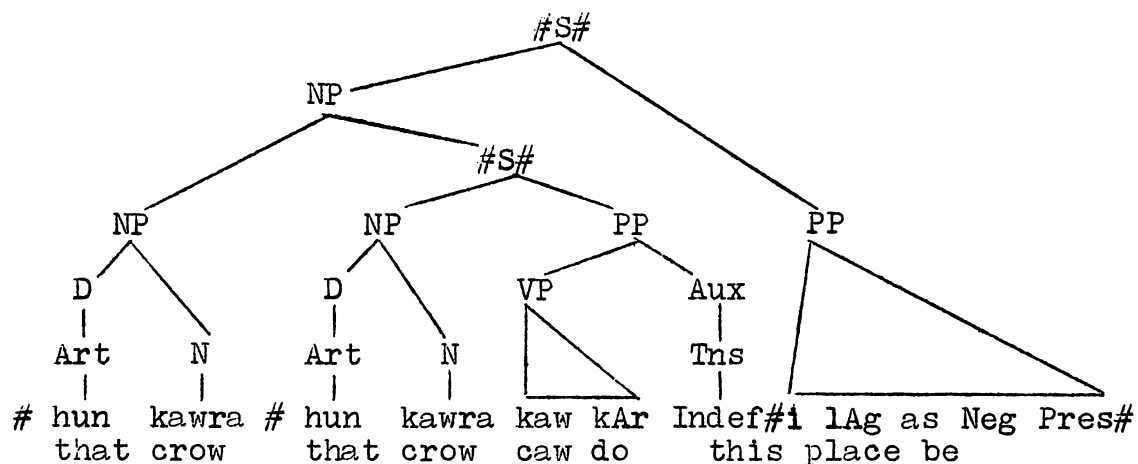 #S#
NP
#S#
NP NP PP PP
D D VP Aux
Art N Art N Tns
# hun kawra # hun kawra kaw kAr Indef#i lAg as Neg Pres#
that crow that crow caw do this place be